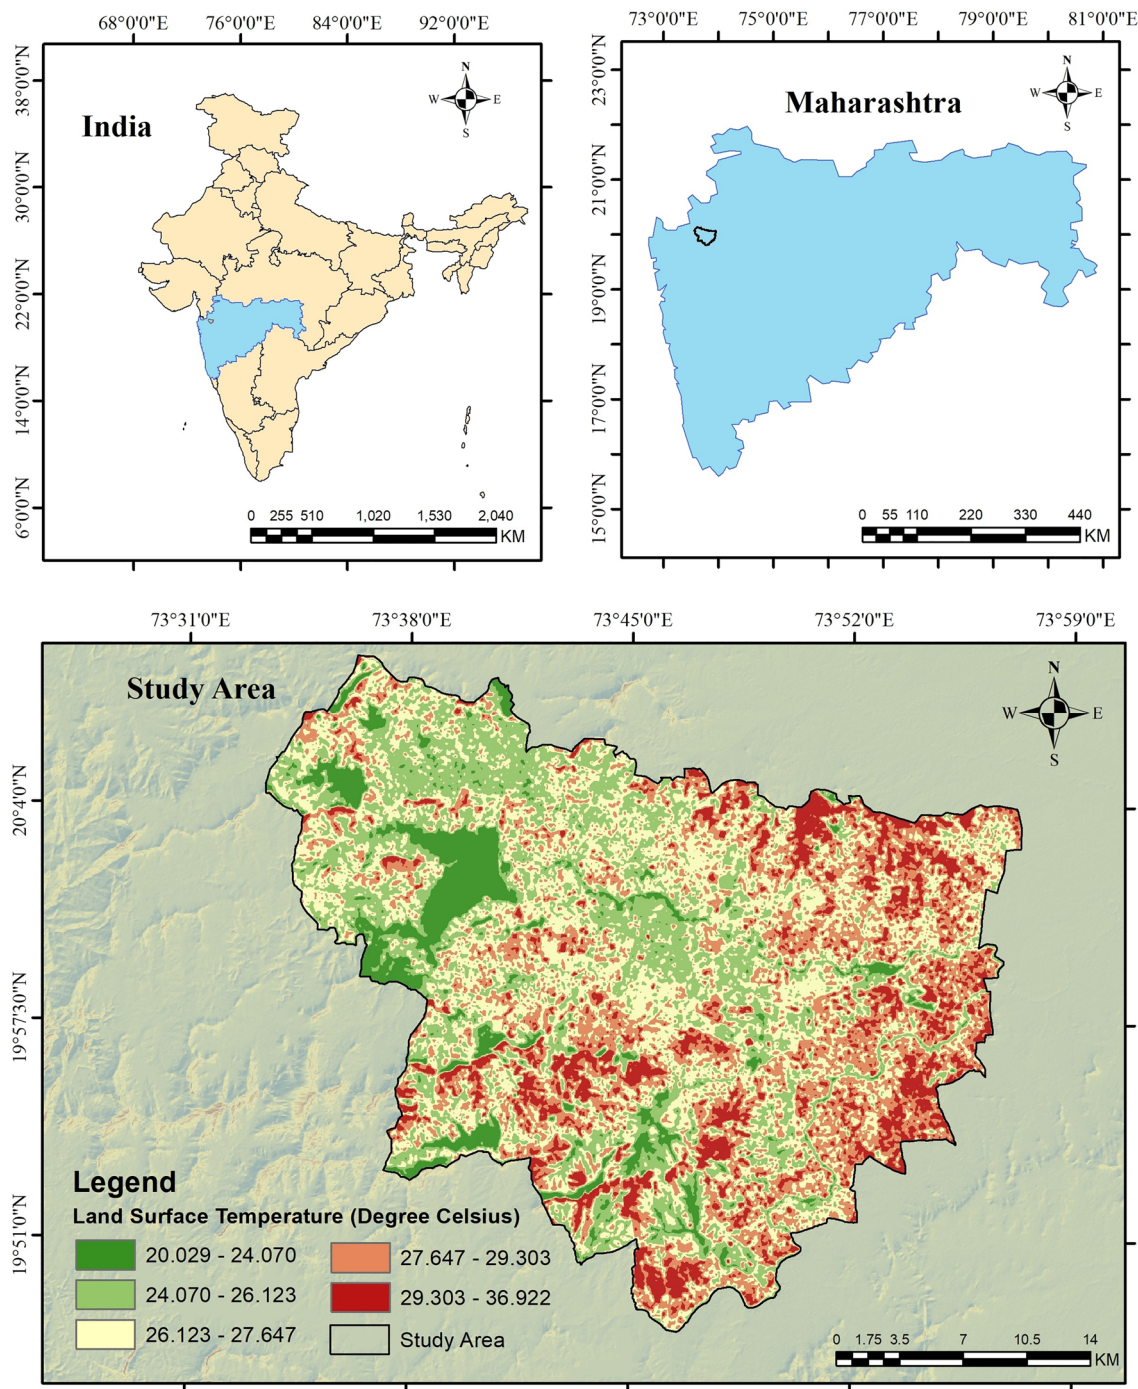 68°0'0"E 76°0'0"E 84°0'0"E 92°0'0"E
38°0'0"N
30°0'0"N
22°0'0"N
14°0'0"N
6°0'0"N
India
N
W E
S
0 255 510 1,020 1,530 2,040
KM
73°0'0"E 75°0'0"E 77°0'0"E 79°0'0"E 81°0'0"E
23°0'0"N
21°0'0"N
19°0'0"N
17°0'0"N
15°0'0"N
Maharashtra
N
W E
S
0 55 110 220 330 440
KM
73°31'0"E 73°38'0"E 73°45'0"E 73°52'0"E 73°59'0"E
20°4'0"N
19°57'30"N
19°51'0"N
Study Area
N
W E
S
Legend
Land Surface Temperature (Degree Celsius)
20.029 - 24.070
24.070 - 26.123
26.123 - 27.647
27.647 - 29.303
29.303 - 36.922
Study Area
0 1.75 3.5 7 10.5 14
KM